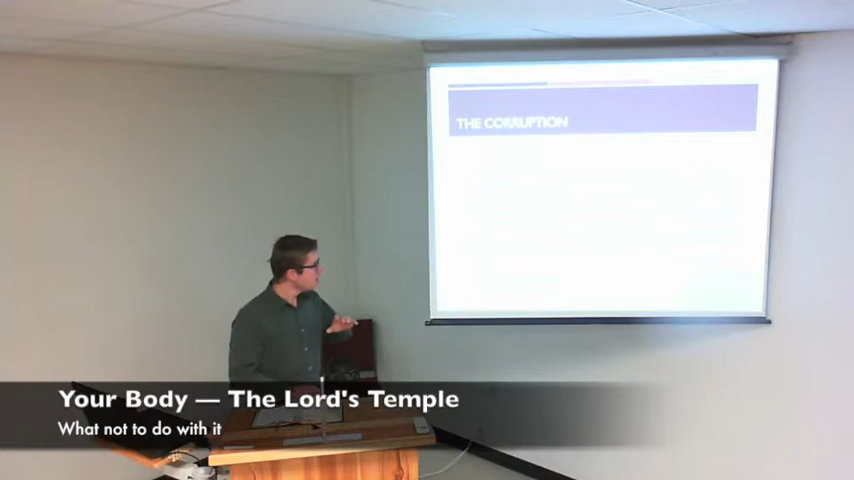 THE CORRUPTION
Your Body — The Lord's Temple
What not to do with it